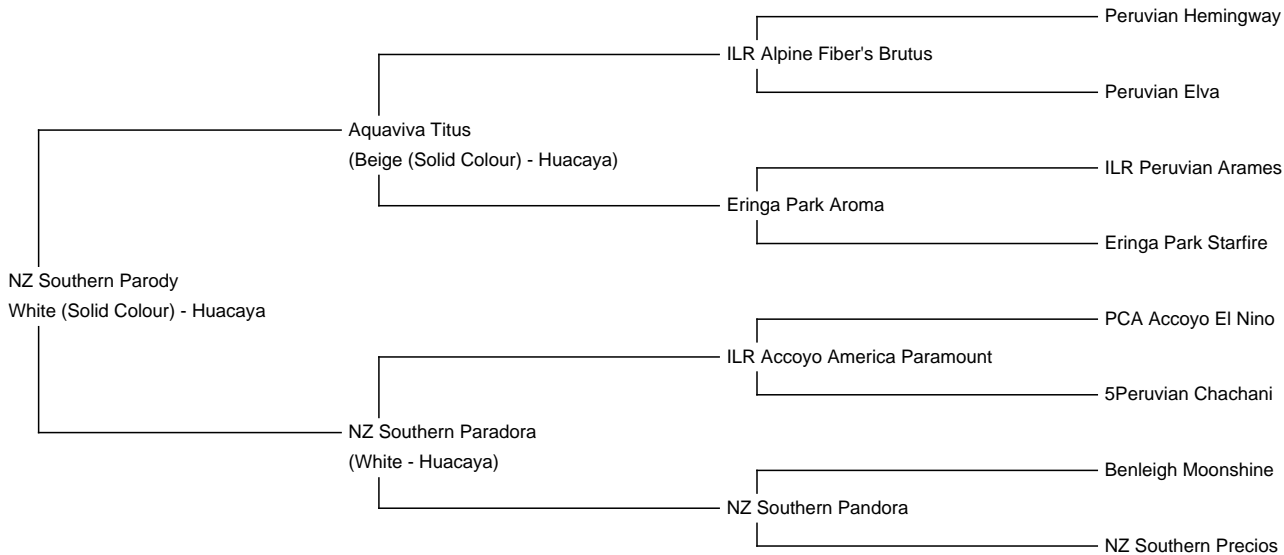 Peruvian Hemingway
ILR Alpine Fiber's Brutus
Peruvian Elva
Aquaviva Titus
(Beige (Solid Colour) - Huacaya)
ILR Peruvian Arames
Eringa Park Aroma
Eringa Park Starfire
NZ Southern Parody
White (Solid Colour) - Huacaya
PCA Accoyo El Nino
ILR Accoyo America Paramount
5Peruvian Chachani
NZ Southern Paradora
(White - Huacaya)
Benleigh Moonshine
NZ Southern Pandora
NZ Southern Precios